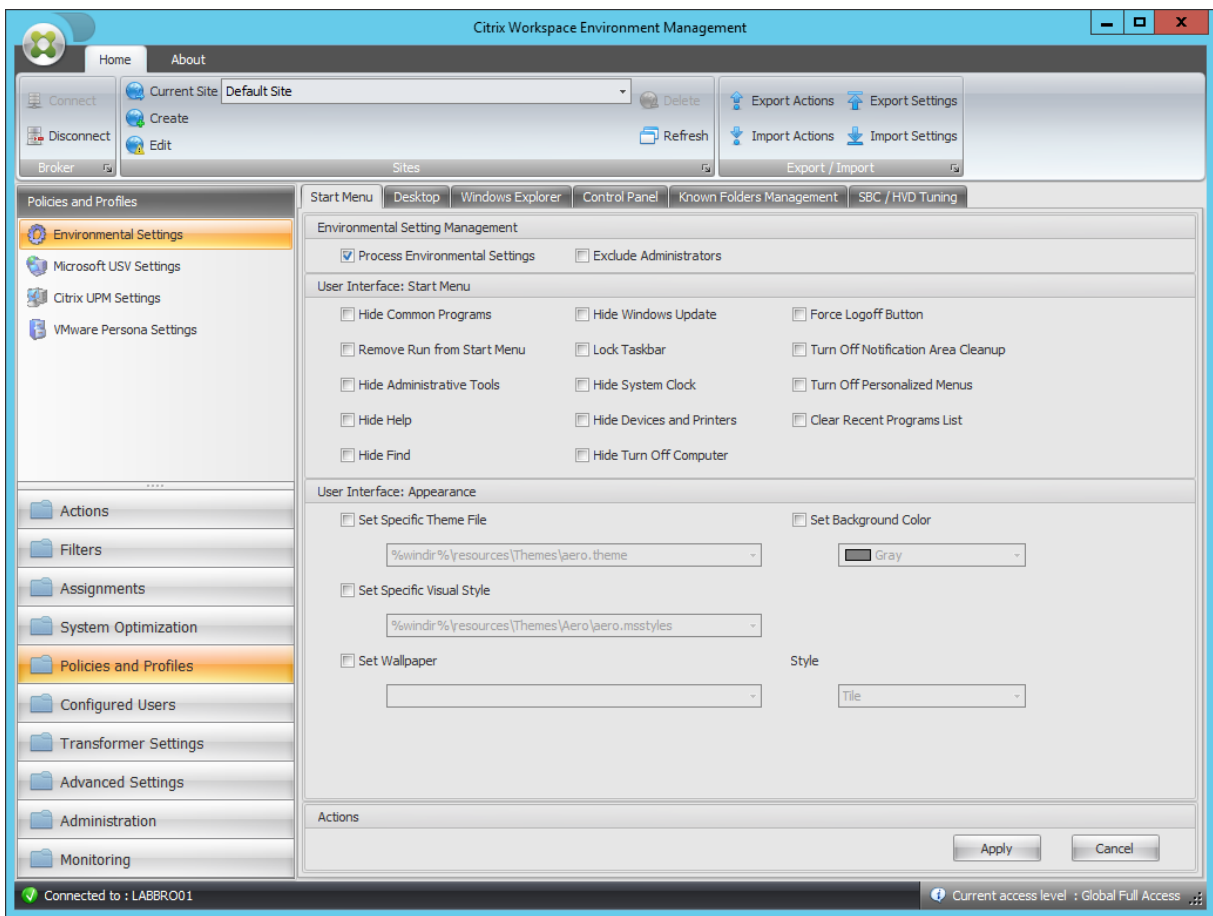 Citrix Workspace Environment Management
Home About
Connect
Disconnect
Broker
Current Site Default Site
Create
Edit
Delete
Refresh
Sites
Export Actions Export Settings
Import Actions Import Settings
Export / Import
Policies and Profiles
Environmental Settings
Microsoft USV Settings
Citrix UPM Settings
VMware Persona Settings
Actions
Filters
Assignments
System Optimization
Policies and Profiles
Configured Users
Transformer Settings
Advanced Settings
Administration
Monitoring
Start Menu Desktop Windows Explorer Control Panel Known Folders Management SBC / HVD Tuning
Environmental Setting Management
Process Environmental Settings Exclude Administrators
User Interface: Start Menu
Hide Common Programs Hide Windows Update Force Logoff Button
Remove Run from Start Menu Lock Taskbar Turn Off Notification Area Cleanup
Hide Administrative Tools Hide System Clock Turn Off Personalized Menus
Hide Help Hide Devices and Printers Clear Recent Programs List
Hide Find Hide Turn Off Computer
User Interface: Appearance
Set Specific Theme File Set Background Color
%windir%\resources\Themes\aero.theme Gray
Set Specific Visual Style
%windir%\resources\Themes\Aero\aero.msstyles
Set Wallpaper Style
Tile
Actions
Apply Cancel
Connected to : LABBRO01 Current access level : Global Full Access